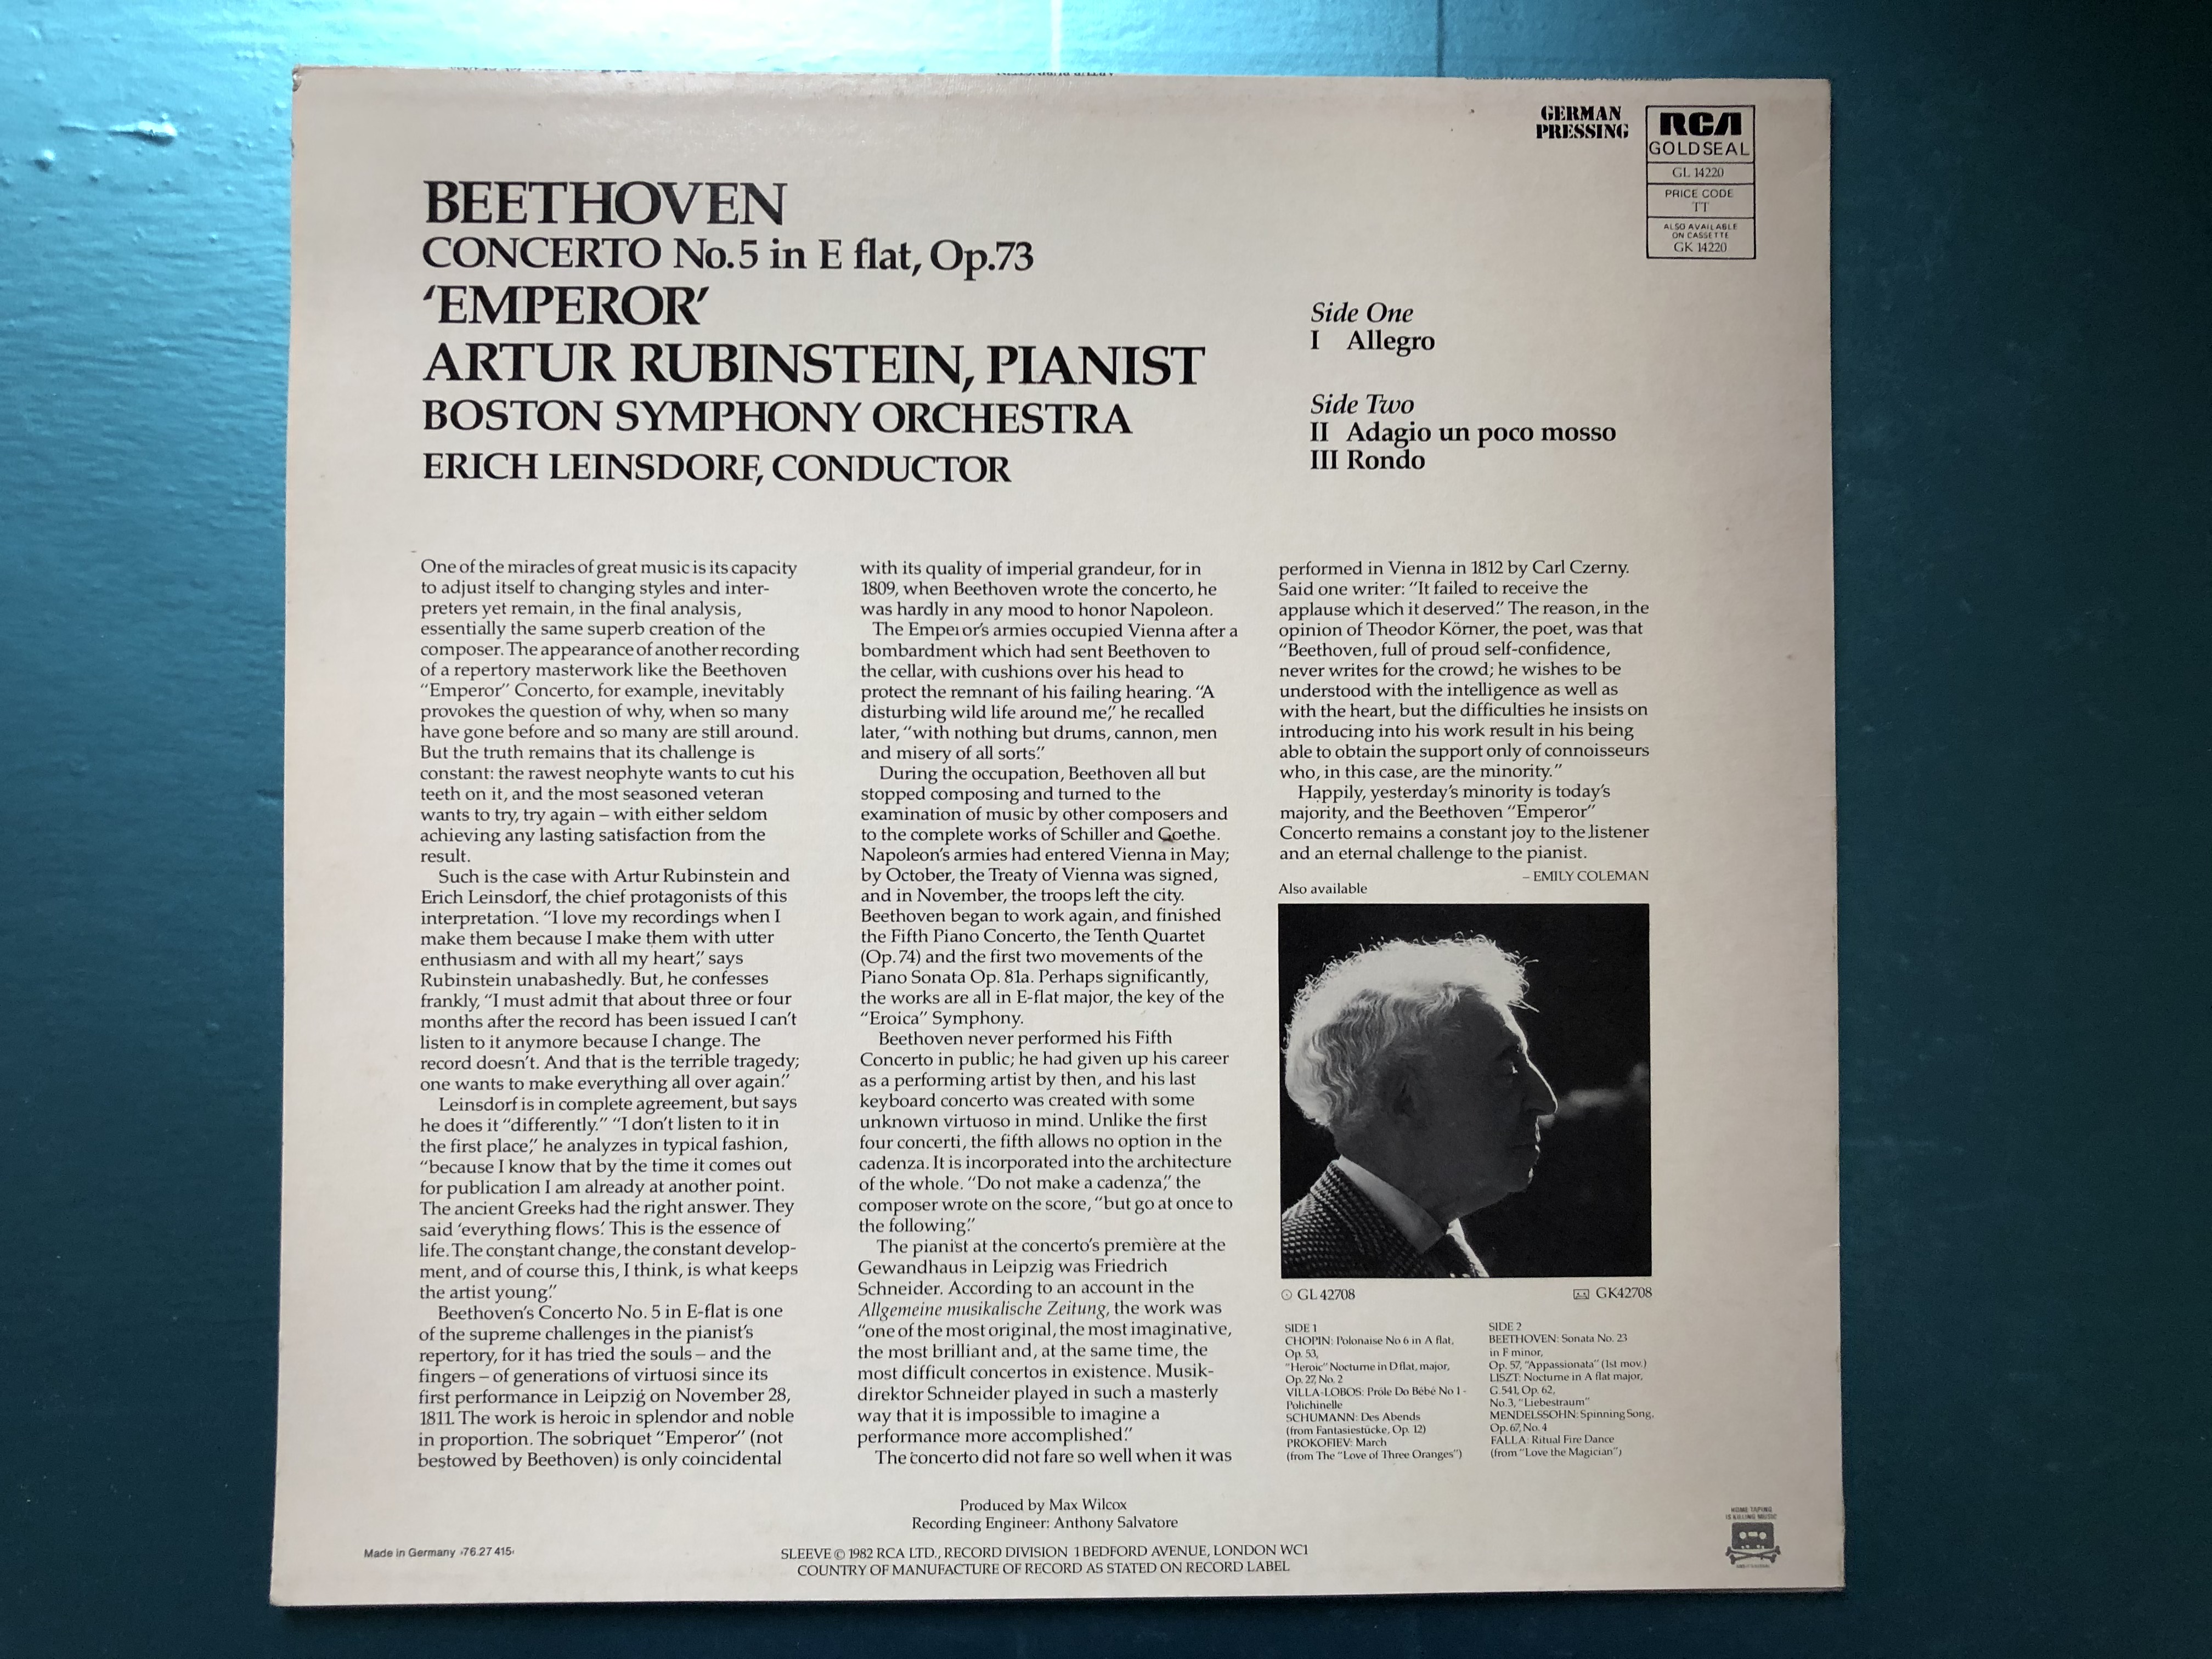 GERMAN
PRESSING
RCA
GOLD SEAL
GL 14220
PRICE CODE
TT
ALSO AVAILABLE
ON CASSETTE
GK 14220
BEETHOVEN
CONCERTO No.5 in E flat, Op.73
‘EMPEROR’
ARTUR RUBINSTEIN, PIANIST
BOSTON SYMPHONY ORCHESTRA
ERICH LEINSDORF, CONDUCTOR
Side One
I Allegro
Side Two
II Adagio un poco mosso
III Rondo
One of the miracles of great music is its capacity
to adjust itself to changing styles and inter-
preters yet remain, in the final analysis,
essentially the same superb creation of the
composer. The appearance of another recording
of a repertory masterwork like the Beethoven
“Emperor” Concerto, for example, inevitably
provokes the question of why, when so many
have gone before and so many are still around.
But the truth remains that its challenge is
constant: the rawest neophyte wants to cut his
teeth on it, and the most seasoned veteran
wants to try, try again – with either seldom
achieving any lasting satisfaction from the
result.
Such is the case with Artur Rubinstein and
Erich Leinsdorf, the chief protagonists of this
interpretation. “I love my recordings when I
make them because I make them with utter
enthusiasm and with all my heart,” says
Rubinstein unabashedly. But, he confesses
frankly, “I must admit that about three or four
months after the record has been issued I can’t
listen to it anymore because I change. The
record doesn’t. And that is the terrible tragedy;
one wants to make everything all over again.”
Leinsdorf is in complete agreement, but says
he does it “differently.” “I don’t listen to it in
the first place,” he analyzes in typical fashion,
“because I know that by the time it comes out
for publication I am already at another point.
The ancient Greeks had the right answer. They
said ‘everything flows.’ This is the essence of
life. The constant change, the constant develop-
ment, and of course this, I think, is what keeps
the artist young.”
Beethoven’s Concerto No. 5 in E-flat is one
of the supreme challenges in the pianist’s
repertory, for it has tried the souls – and the
fingers – of generations of virtuosi since its
first performance in Leipzig on November 28,
1811. The work is heroic in splendor and noble
in proportion. The sobriquet “Emperor” (not
bestowed by Beethoven) is only coincidental
with its quality of imperial grandeur, for in
1809, when Beethoven wrote the concerto, he
was hardly in any mood to honor Napoleon.
The Emperor’s armies occupied Vienna after a
bombardment which had sent Beethoven to
the cellar, with cushions over his head to
protect the remnant of his failing hearing. “A
disturbing wild life around me,” he recalled
later, “with nothing but drums, cannon, men
and misery of all sorts.”
During the occupation, Beethoven all but
stopped composing and turned to the
examination of music by other composers and
to the complete works of Schiller and Goethe.
Napoleon’s armies had entered Vienna in May;
by October, the Treaty of Vienna was signed,
and in November, the troops left the city.
Beethoven began to work again, and finished
the Fifth Piano Concerto, the Tenth Quartet
(Op. 74) and the first two movements of the
Piano Sonata Op. 81a. Perhaps significantly,
the works are all in E-flat major, the key of the
“Eroica” Symphony.
Beethoven never performed his Fifth
Concerto in public; he had given up his career
as a performing artist by then, and his last
keyboard concerto was created with some
unknown virtuoso in mind. Unlike the first
four concerti, the fifth allows no option in the
cadenza. It is incorporated into the architecture
of the whole. “Do not make a cadenza,” the
composer wrote on the score, “but go at once to
the following.”
The pianist at the concerto’s première at the
Gewandhaus in Leipzig was Friedrich
Schneider. According to an account in the
Allgemeine musikalische Zeitung, the work was
“one of the most original, the most imaginative,
the most brilliant and, at the same time, the
most difficult concertos in existence. Musik-
direktor Schneider played in such a masterly
way that it is impossible to imagine a
performance more accomplished.”
The concerto did not fare so well when it was
performed in Vienna in 1812 by Carl Czerny.
Said one writer: “It failed to receive the
applause which it deserved.” The reason, in the
opinion of Theodor Körner, the poet, was that
“Beethoven, full of proud self-confidence,
never writes for the crowd; he wishes to be
understood with the intelligence as well as
with the heart, but the difficulties he insists on
introducing into his work result in his being
able to obtain the support only of connoisseurs
who, in this case, are the minority.”
Happily, yesterday’s minority is today’s
majority, and the Beethoven “Emperor”
Concerto remains a constant joy to the listener
and an eternal challenge to the pianist.
– EMILY COLEMAN
Also available
GL 42708
GK42708
SIDE 1
CHOPIN: Polonaise No 6 in A flat,
Op. 53,
“Heroic” Nocturne in D flat, major,
Op. 27, No. 2
VILLA-LOBOS: Próle Do Bébé No 1 -
Polichinelle
SCHUMANN: Des Abends
(from Fantasiestücke, Op. 12)
PROKOFIEV: March
(from The “Love of Three Oranges”)
SIDE 2
BEETHOVEN: Sonata No. 23
in F minor,
Op. 57, “Appassionata” (1st mov.)
LISZT: Nocturne in A flat major,
G.541, Op. 62,
No.3, “Liebestraum”
MENDELSSOHN: Spinning Song,
Op. 67, No. 4
FALLA: Ritual Fire Dance
(from “Love the Magician”)
Produced by Max Wilcox
Recording Engineer: Anthony Salvatore
Made in Germany ·76.27 415·
SLEEVE © 1982 RCA LTD., RECORD DIVISION 1 BEDFORD AVENUE, LONDON WC1
COUNTRY OF MANUFACTURE OF RECORD AS STATED ON RECORD LABEL
HOME TAPING
IS KILLING MUSIC